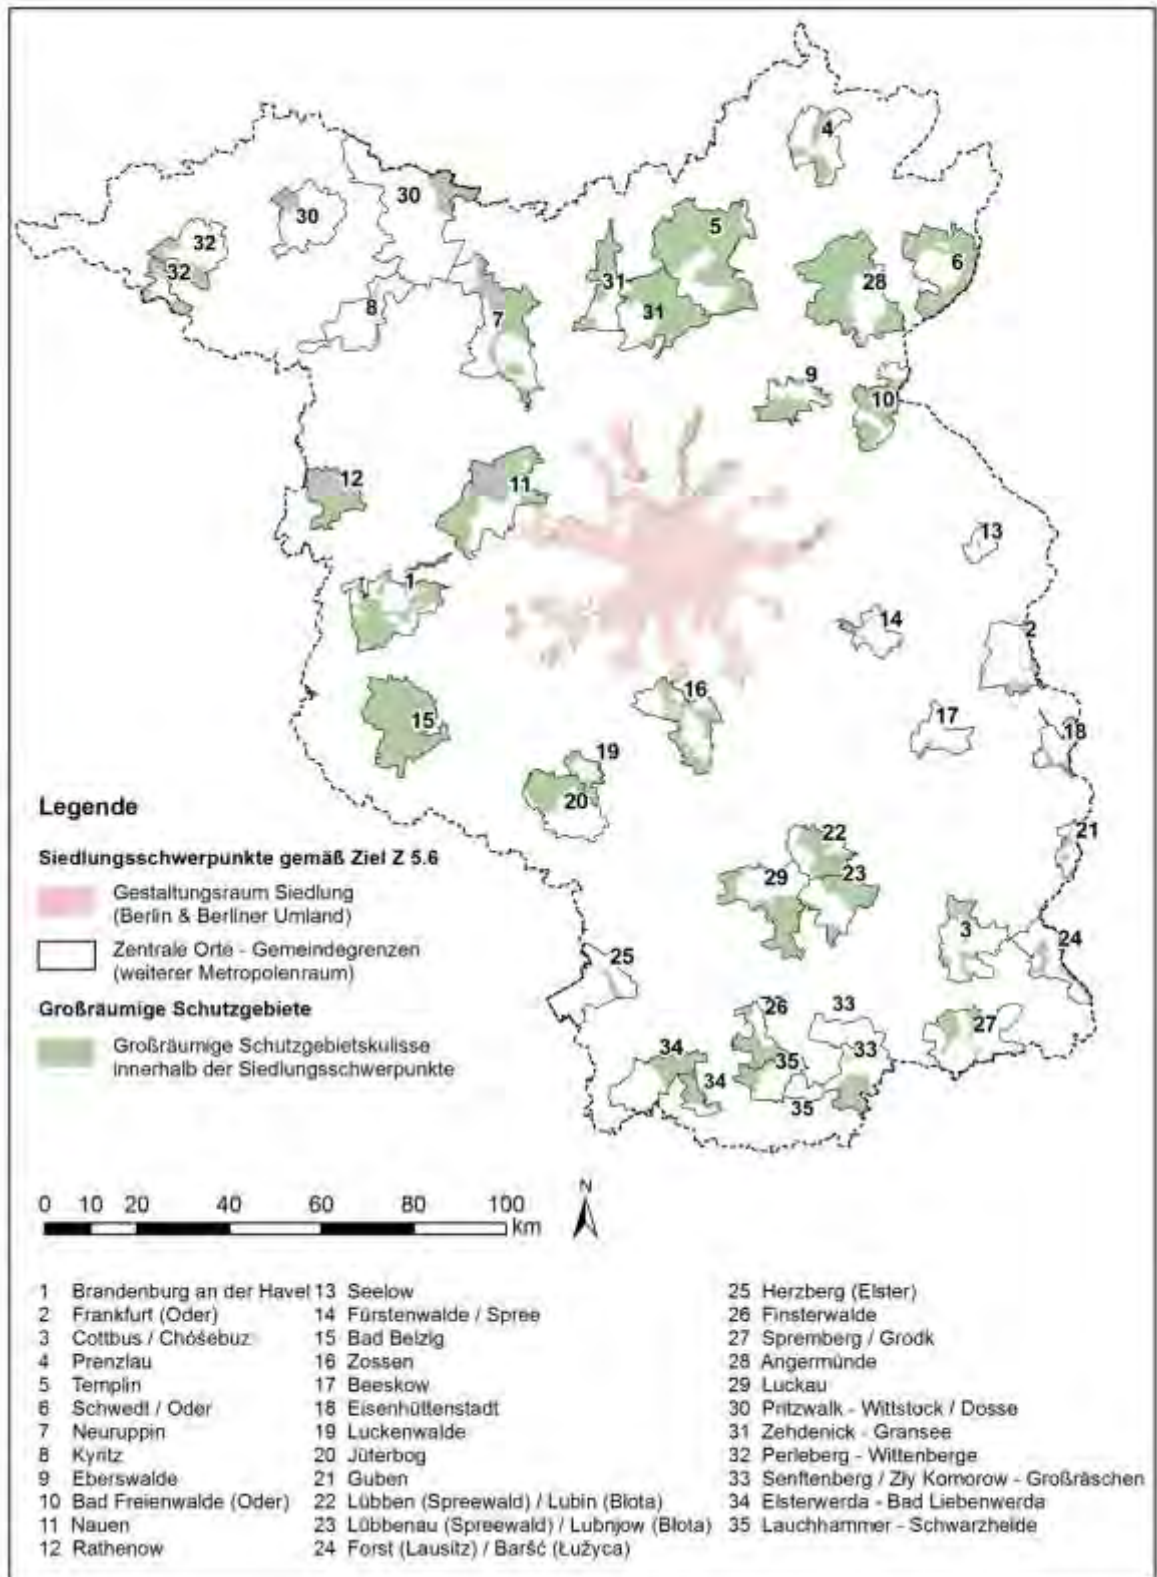 4
30
30
5
32
6
32
31
28
8
31
7
9
10
12
11
13
1
14
2
16
15
17
18
19
20
22
21
29
23
3
24
25
26
33
27
34
33
35
34
35
Legende
Siedlungsschwerpunkte gemäß Ziel Z 5.6
Gestaltungsraum Siedlung
(Berlin & Berliner Umland)
Zentrale Orte - Gemeindegrenzen
(weiterer Metropolenraum)
Großräumige Schutzgebiete
Großräumige Schutzgebietskulisse
innerhalb der Siedlungsschwerpunkte
0 10 20 40 60 80 100
km
N
1 Brandenburg an der Havel
2 Frankfurt (Oder)
3 Cottbus / Chóśebuz
4 Prenzlau
5 Templin
6 Schwedt / Oder
7 Neuruppin
8 Kyritz
9 Eberswalde
10 Bad Freienwalde (Oder)
11 Nauen
12 Rathenow
13 Seelow
14 Fürstenwalde / Spree
15 Bad Belzig
16 Zossen
17 Beeskow
18 Eisenhüttenstadt
19 Luckenwalde
20 Jüterbog
21 Guben
22 Lübben (Spreewald) / Lubin (Błota)
23 Lübbenau (Spreewald) / Lubnjow (Błota)
24 Forst (Lausitz) / Baršć (Łužyca)
25 Herzberg (Elster)
26 Finsterwalde
27 Spremberg / Grodk
28 Angermünde
29 Luckau
30 Pritzwalk - Wittstock / Dosse
31 Zehdenick - Gransee
32 Perleberg - Wittenberge
33 Senftenberg / Zły Komorow - Großräschen
34 Elsterwerda - Bad Liebenwerda
35 Lauchhammer - Schwarzheide